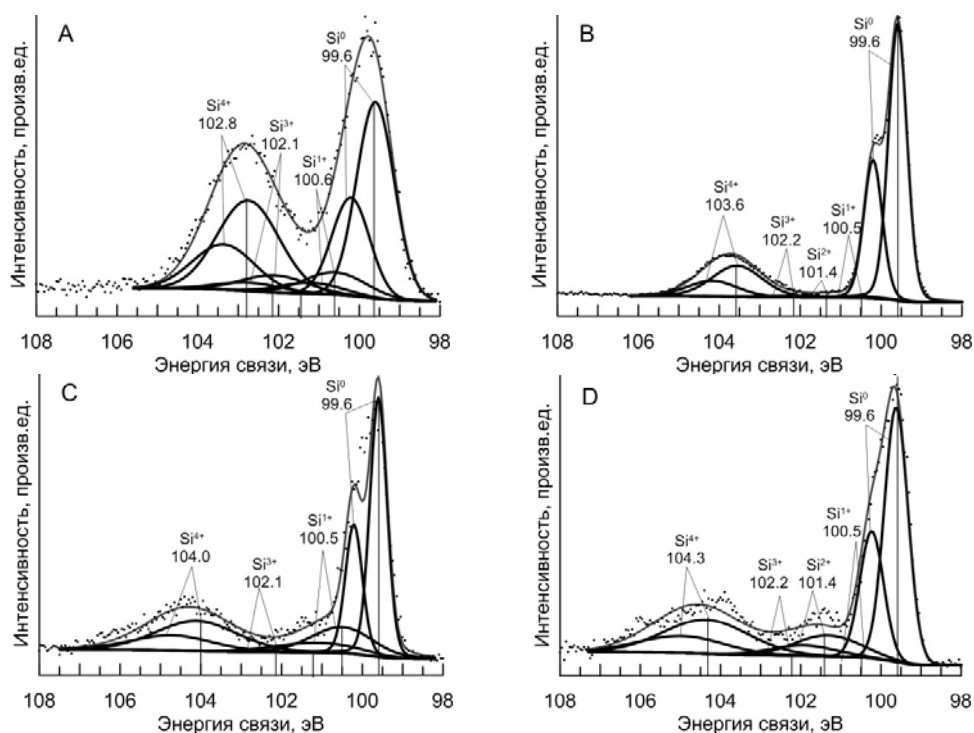 A
Интенсивность, произв.ед.
Si⁰
99.6
Si⁴⁺
102.8
Si³⁺
102.1
Si¹⁺
100.6
108 106 104 102 100 98
Энергия связи, эВ
B
Интенсивность, произв.ед.
Si⁰
99.6
Si⁴⁺
103.6
Si³⁺
102.2
Si²⁺
101.4
Si¹⁺
100.5
108 106 104 102 100 98
Энергия связи, эВ
C
Интенсивность, произв.ед.
Si⁰
99.6
Si⁴⁺
104.0
Si³⁺
102.1
Si¹⁺
100.5
108 106 104 102 100 98
Энергия связи, эВ
D
Интенсивность, произв.ед.
Si⁰
99.6
Si¹⁺
100.5
Si⁴⁺
104.3
Si³⁺
102.2
Si²⁺
101.4
108 106 104 102 100 98
Энергия связи, эВ